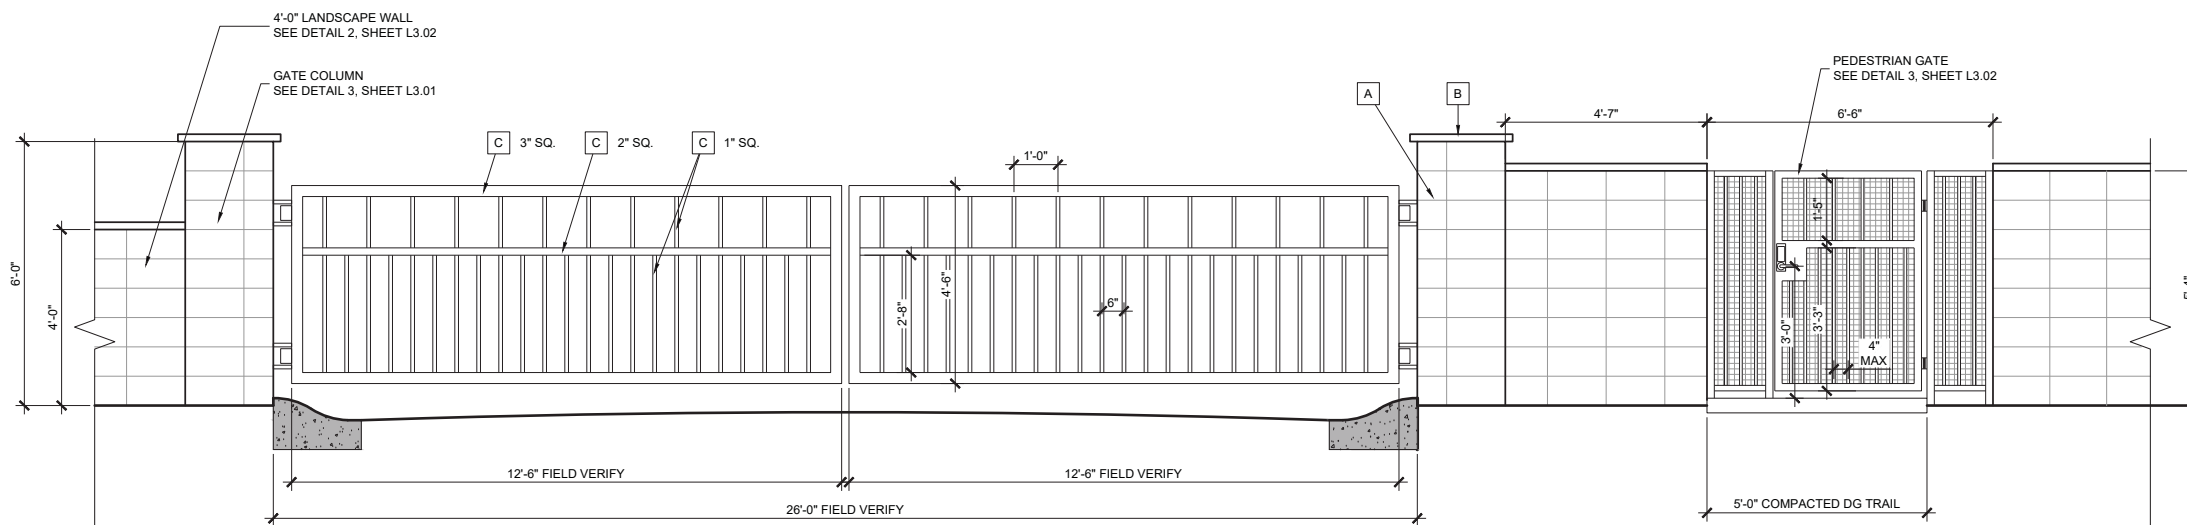 4'-0" LANDSCAPE WALL
SEE DETAIL 2, SHEET L3.02
GATE COLUMN
SEE DETAIL 3, SHEET L3.01
PEDESTRIAN GATE
SEE DETAIL 3, SHEET L3.02
A
B
4'-7"
6'-6"
C 3" SQ.
C 2" SQ.
C 1" SQ.
1'-0"
6'-0"
4'-0"
4'-6"
2'-8"
6"
1'-5"
3'-3"
3'-0"
4"
MAX
12'-6" FIELD VERIFY
12'-6" FIELD VERIFY
26'-0" FIELD VERIFY
5'-0" COMPACTED DG TRAIL